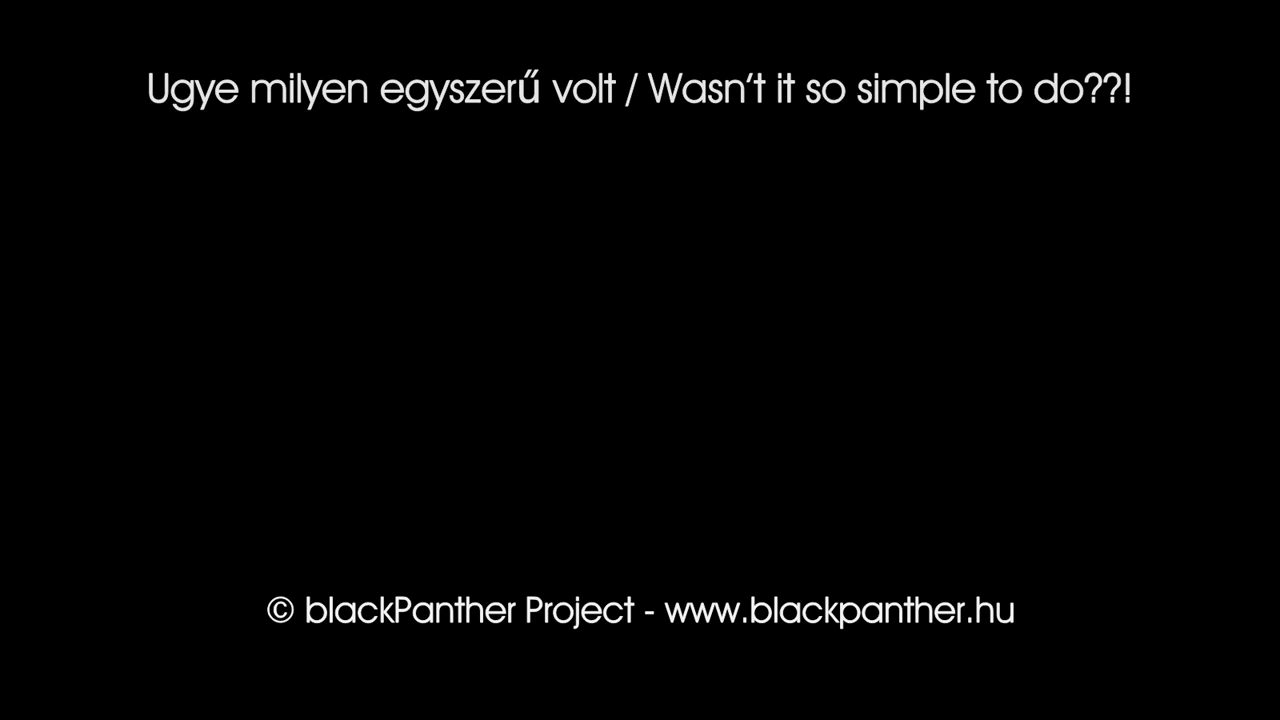 Ugye milyen egyszerű volt / Wasn't it so simple to do??!
© blackPanther Project - www.blackpanther.hu